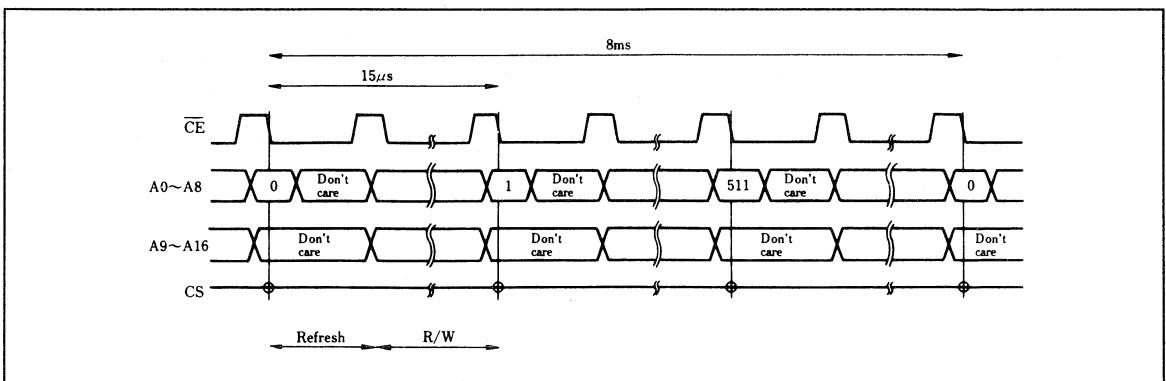 8ms
15μs
CE
A0~A8 0 Don't care 1 Don't care 511 Don't care 0
A9~A16 Don't care Don't care Don't care Don't care
CS
Refresh R/W